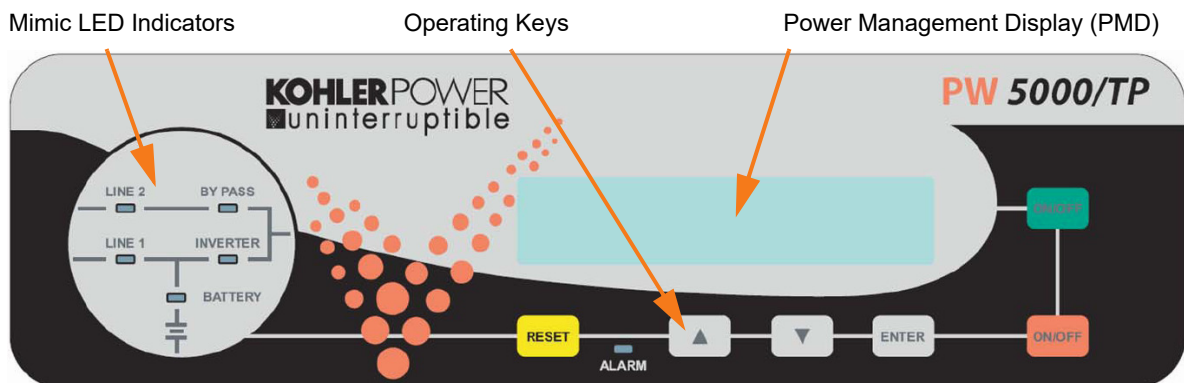 Mimic LED Indicators
Operating Keys
Power Management Display (PMD)
KOHLERPOWER
uninterruptible
PW 5000/TP
LINE 2
BY PASS
LINE 1
INVERTER
BATTERY
ON/OFF
RESET
ALARM
ENTER
ON/OFF